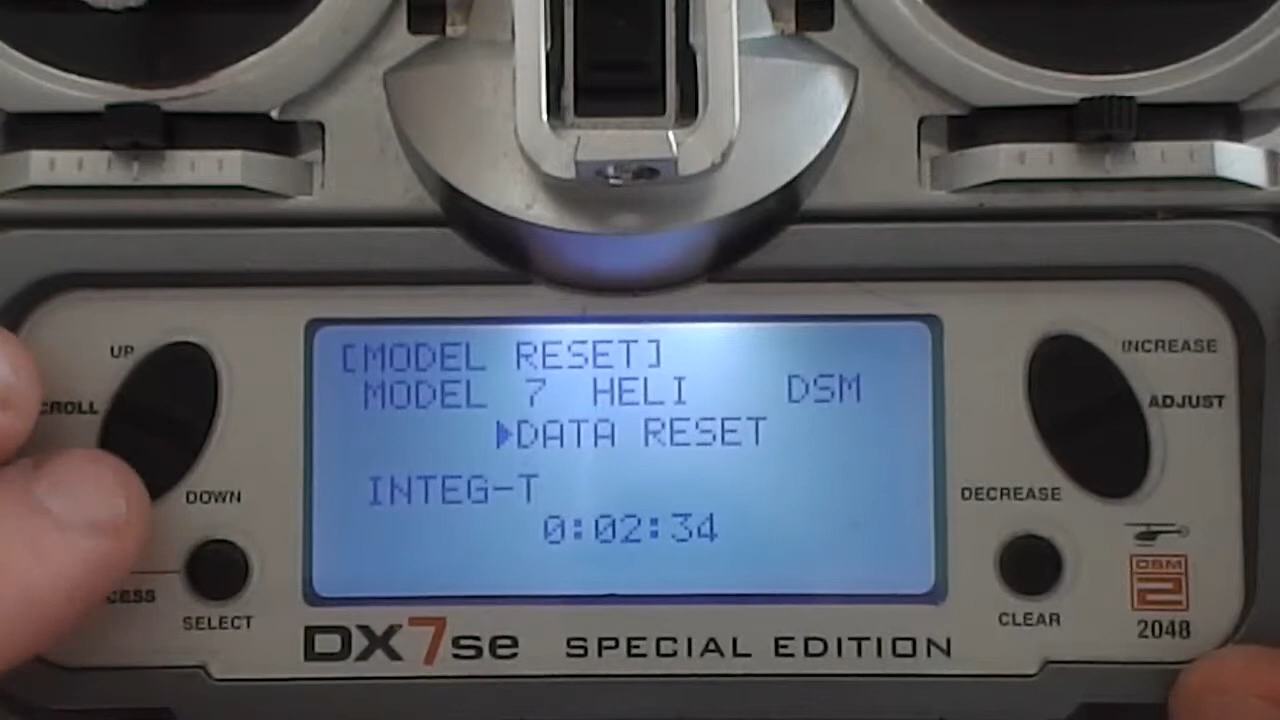 UP
INCREASE
ADJUST
DOWN
DECREASE
SELECT
CLEAR
[MODEL RESET]
MODEL 7 HELI DSM
▶DATA RESET
INTEG-T
0:02:34
DX7se SPECIAL EDITION
DSM
2
2048